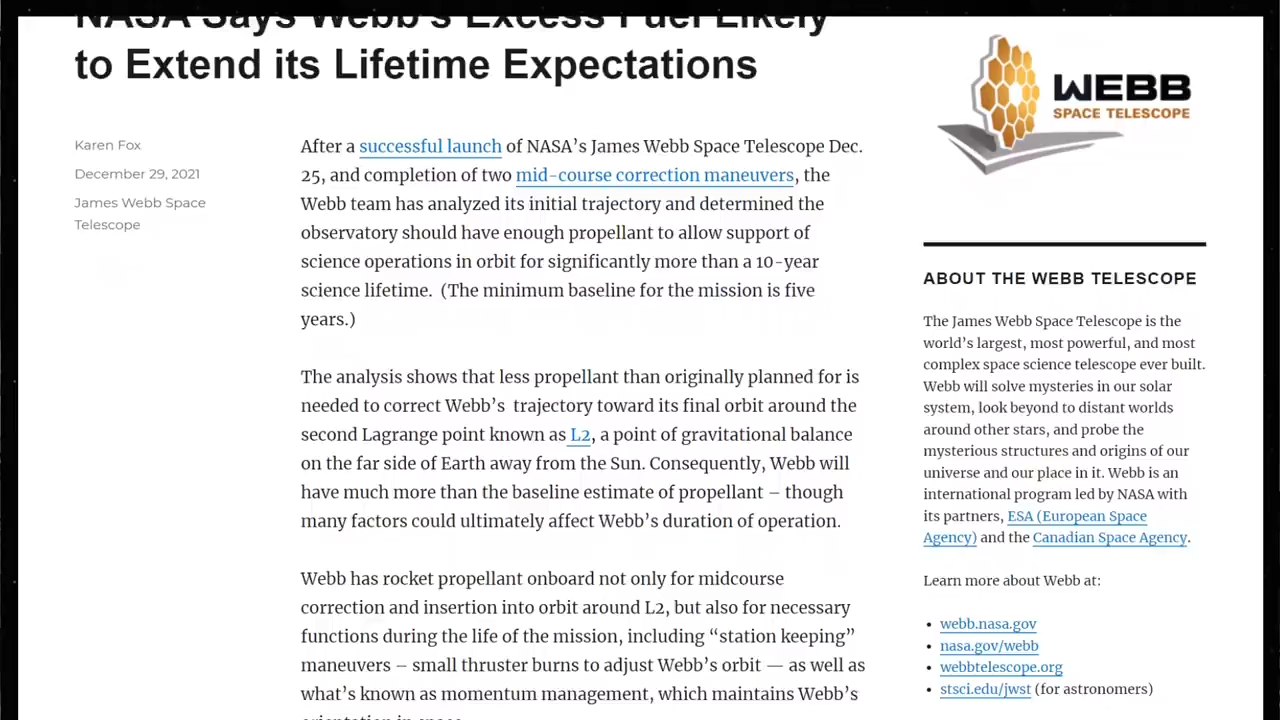 NASA Says Webb's Excess Fuel Likely
to Extend its Lifetime Expectations
Karen Fox
December 29, 2021
James Webb Space
Telescope
After a successful launch of NASA’s James Webb Space Telescope Dec.
25, and completion of two mid-course correction maneuvers, the
Webb team has analyzed its initial trajectory and determined the
observatory should have enough propellant to allow support of
science operations in orbit for significantly more than a 10-year
science lifetime.  (The minimum baseline for the mission is five
years.)
The analysis shows that less propellant than originally planned for is
needed to correct Webb’s  trajectory toward its final orbit around the
second Lagrange point known as L2, a point of gravitational balance
on the far side of Earth away from the Sun. Consequently, Webb will
have much more than the baseline estimate of propellant – though
many factors could ultimately affect Webb’s duration of operation.
Webb has rocket propellant onboard not only for midcourse
correction and insertion into orbit around L2, but also for necessary
functions during the life of the mission, including “station keeping”
maneuvers – small thruster burns to adjust Webb’s orbit — as well as
what’s known as momentum management, which maintains Webb’s
orientation in space.
WEBB
SPACE TELESCOPE
ABOUT THE WEBB TELESCOPE
The James Webb Space Telescope is the
world’s largest, most powerful, and most
complex space science telescope ever built.
Webb will solve mysteries in our solar
system, look beyond to distant worlds
around other stars, and probe the
mysterious structures and origins of our
universe and our place in it. Webb is an
international program led by NASA with
its partners, ESA (European Space
Agency) and the Canadian Space Agency.
Learn more about Webb at:
• webb.nasa.gov
• nasa.gov/webb
• webbtelescope.org
• stsci.edu/jwst (for astronomers)